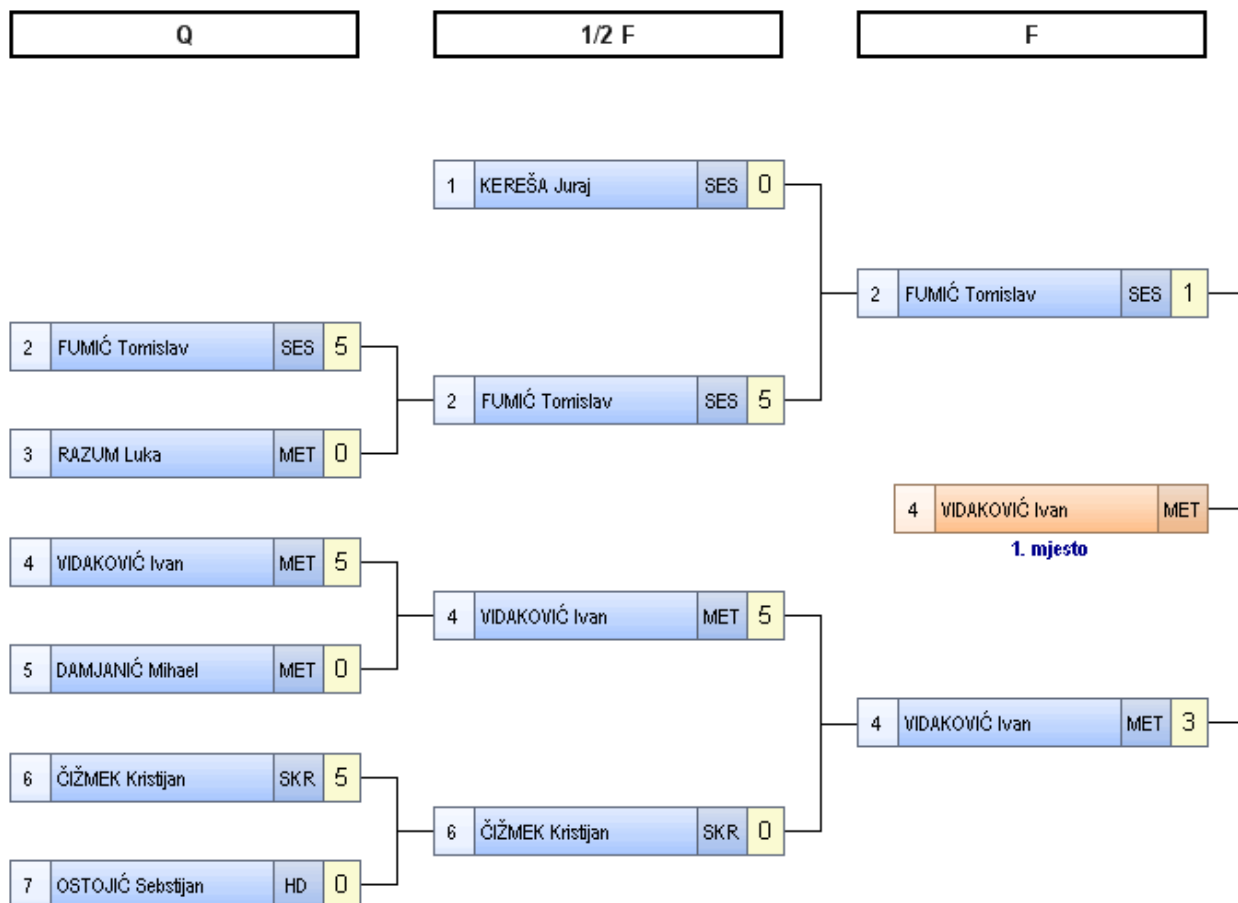 Q 1/2 F F
1 KEREŠA Juraj SES 0
2 FUMIĆ Tomislav SES 1
2 FUMIĆ Tomislav SES 5
2 FUMIĆ Tomislav SES 5
3 RAZUM Luka MET 0
4 VIDAKOVIĆ Ivan MET
1. mjesto
4 VIDAKOVIĆ Ivan MET 5
4 VIDAKOVIĆ Ivan MET 5
5 DAMJANIĆ Mihael MET 0
4 VIDAKOVIĆ Ivan MET 3
6 ČIŽMEK Kristijan SKR 5
6 ČIŽMEK Kristijan SKR 0
7 OSTOJIĆ Sebstijan HD 0